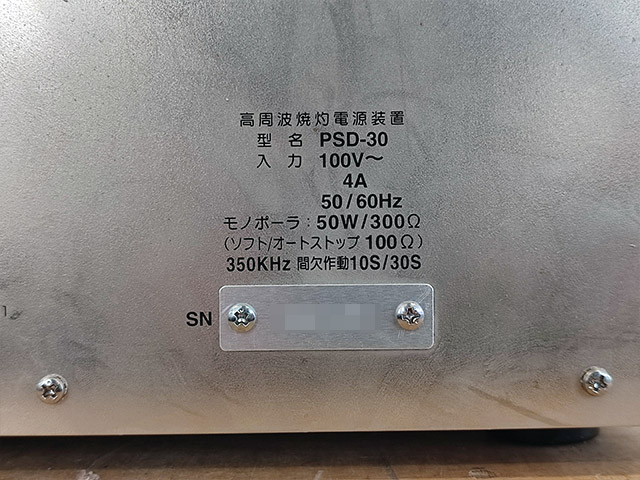 高周波焼灼電源装置
型 名 PSD-30
入 力 100V～
4A
50/60Hz
モノポーラ：50W/300Ω
(ソフト/オートストップ 100Ω)
350KHz 間欠作動10S/30S
SN
1.